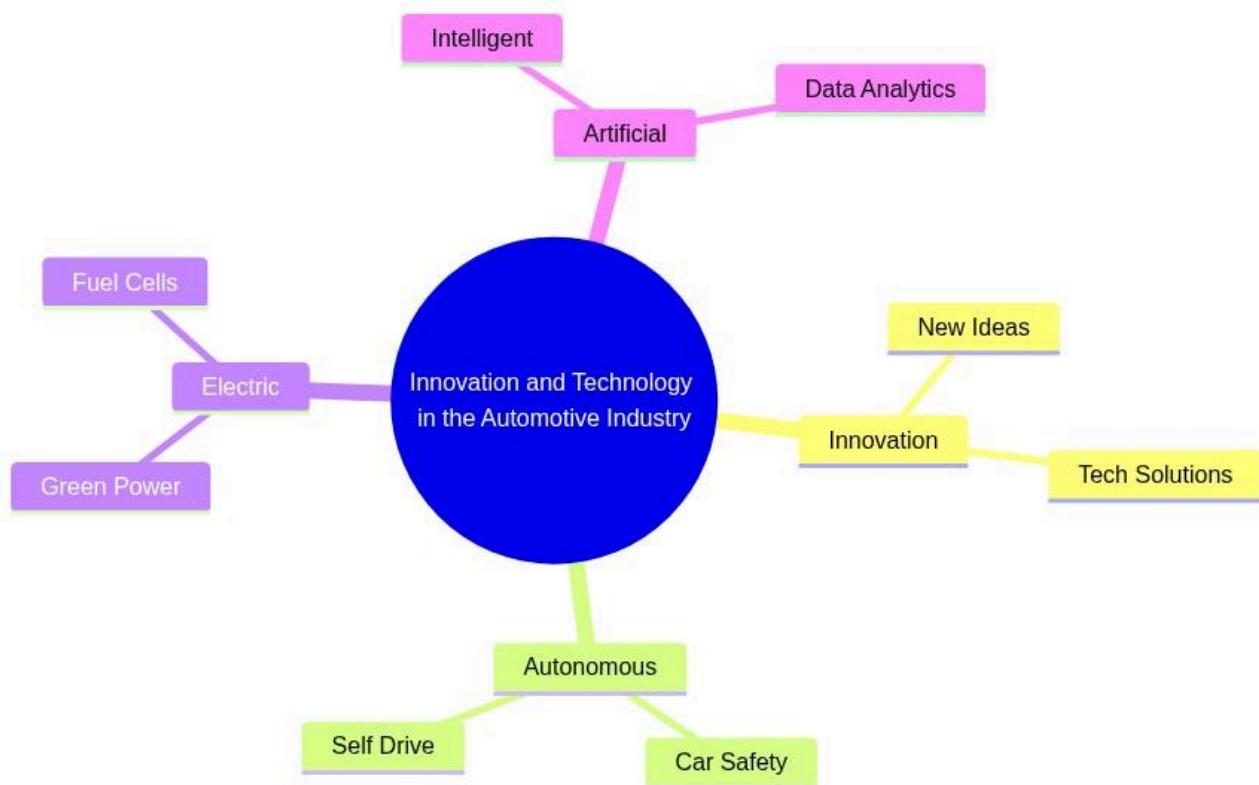 Intelligent
Data Analytics
Artificial
Fuel Cells
Electric
Green Power
Innovation and Technology
in the Automotive Industry
New Ideas
Innovation
Tech Solutions
Autonomous
Self Drive
Car Safety